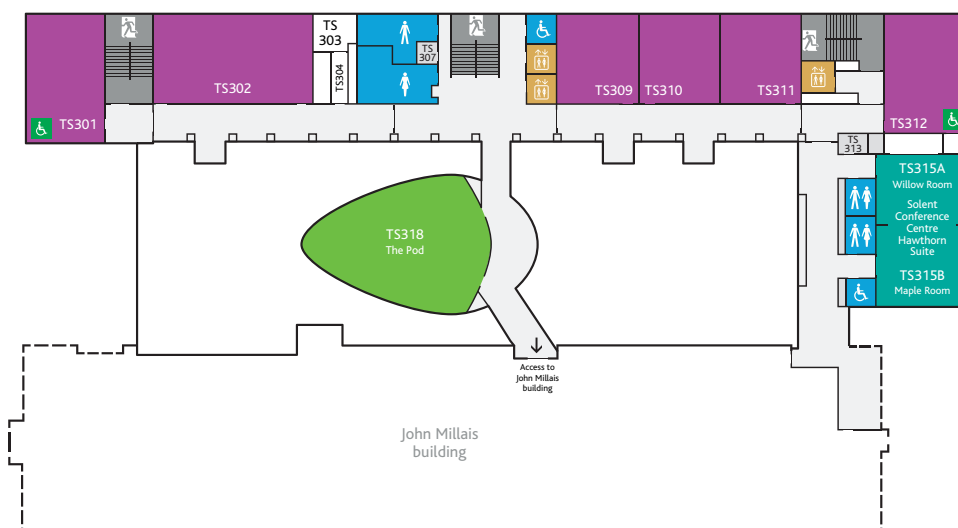 TS
303
TS304
TS
307
TS302
TS301
TS309
TS310
TS311
TS312
TS
313
TS315A
Willow Room
Solent
Conference
Centre
Hawthorn
Suite
TS315B
Maple Room
TS318
The Pod
Access to
John Millais
building
John Millais
building